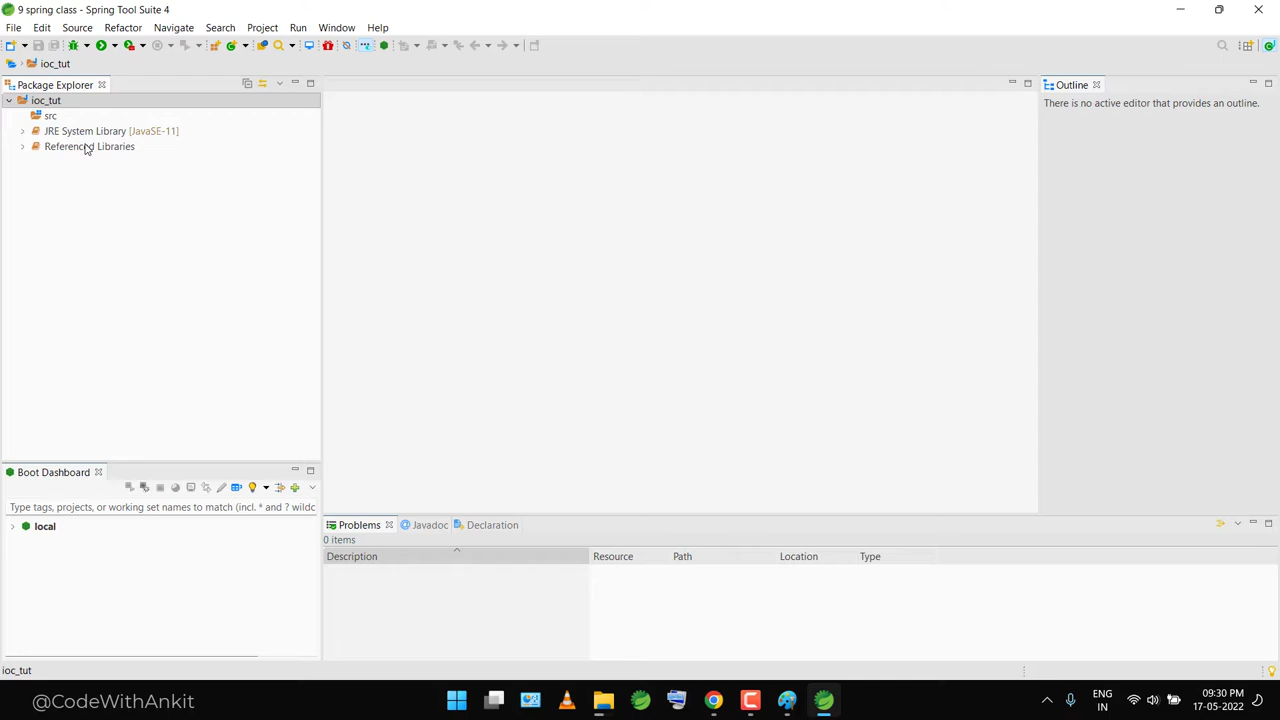 9 spring class - Spring Tool Suite 4
File Edit Source Refactor Navigate Search Project Run Window Help
ioc_tut
Package Explorer
ioc_tut
src
JRE System Library [JavaSE-11]
Referenced Libraries
Outline
There is no active editor that provides an outline.
Boot Dashboard
Type tags, projects, or working set names to match (incl. * and ? wildc
local
Problems Javadoc Declaration
0 items
Description Resource Path Location Type
ioc_tut
@CodeWithAnkit
ENG
IN
09:30 PM
17-05-2022